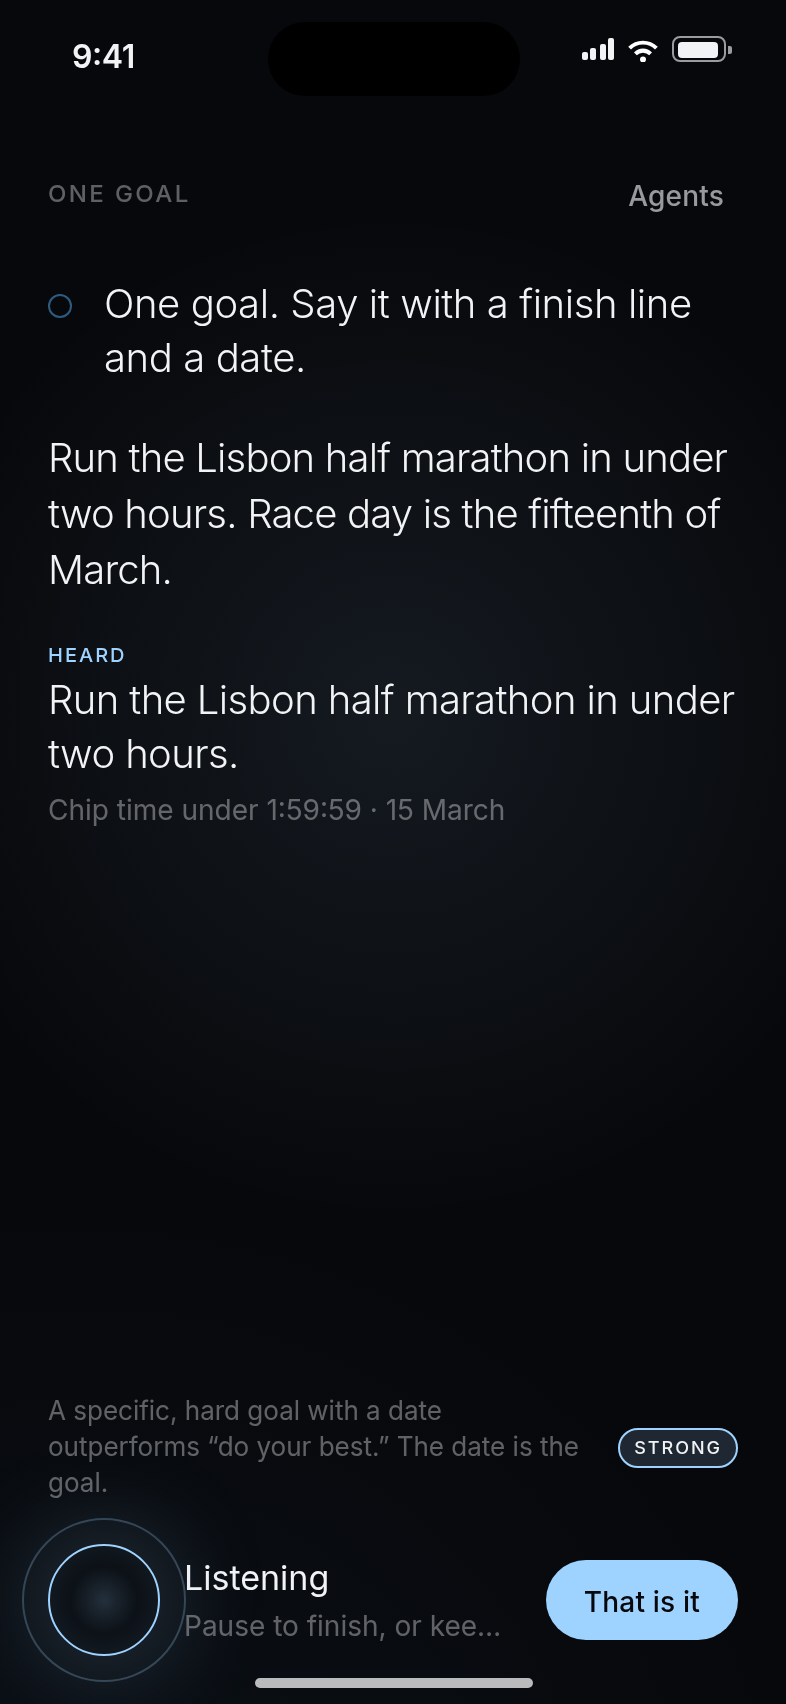 9:41
ONE GOAL
Agents
One goal. Say it with a finish line
and a date.
Run the Lisbon half marathon in under
two hours. Race day is the fifteenth of
March.
HEARD
Run the Lisbon half marathon in under
two hours.
Chip time under 1:59:59 · 15 March
A specific, hard goal with a date
outperforms “do your best.” The date is the
goal.
STRONG
Listening
Pause to finish, or kee...
That is it